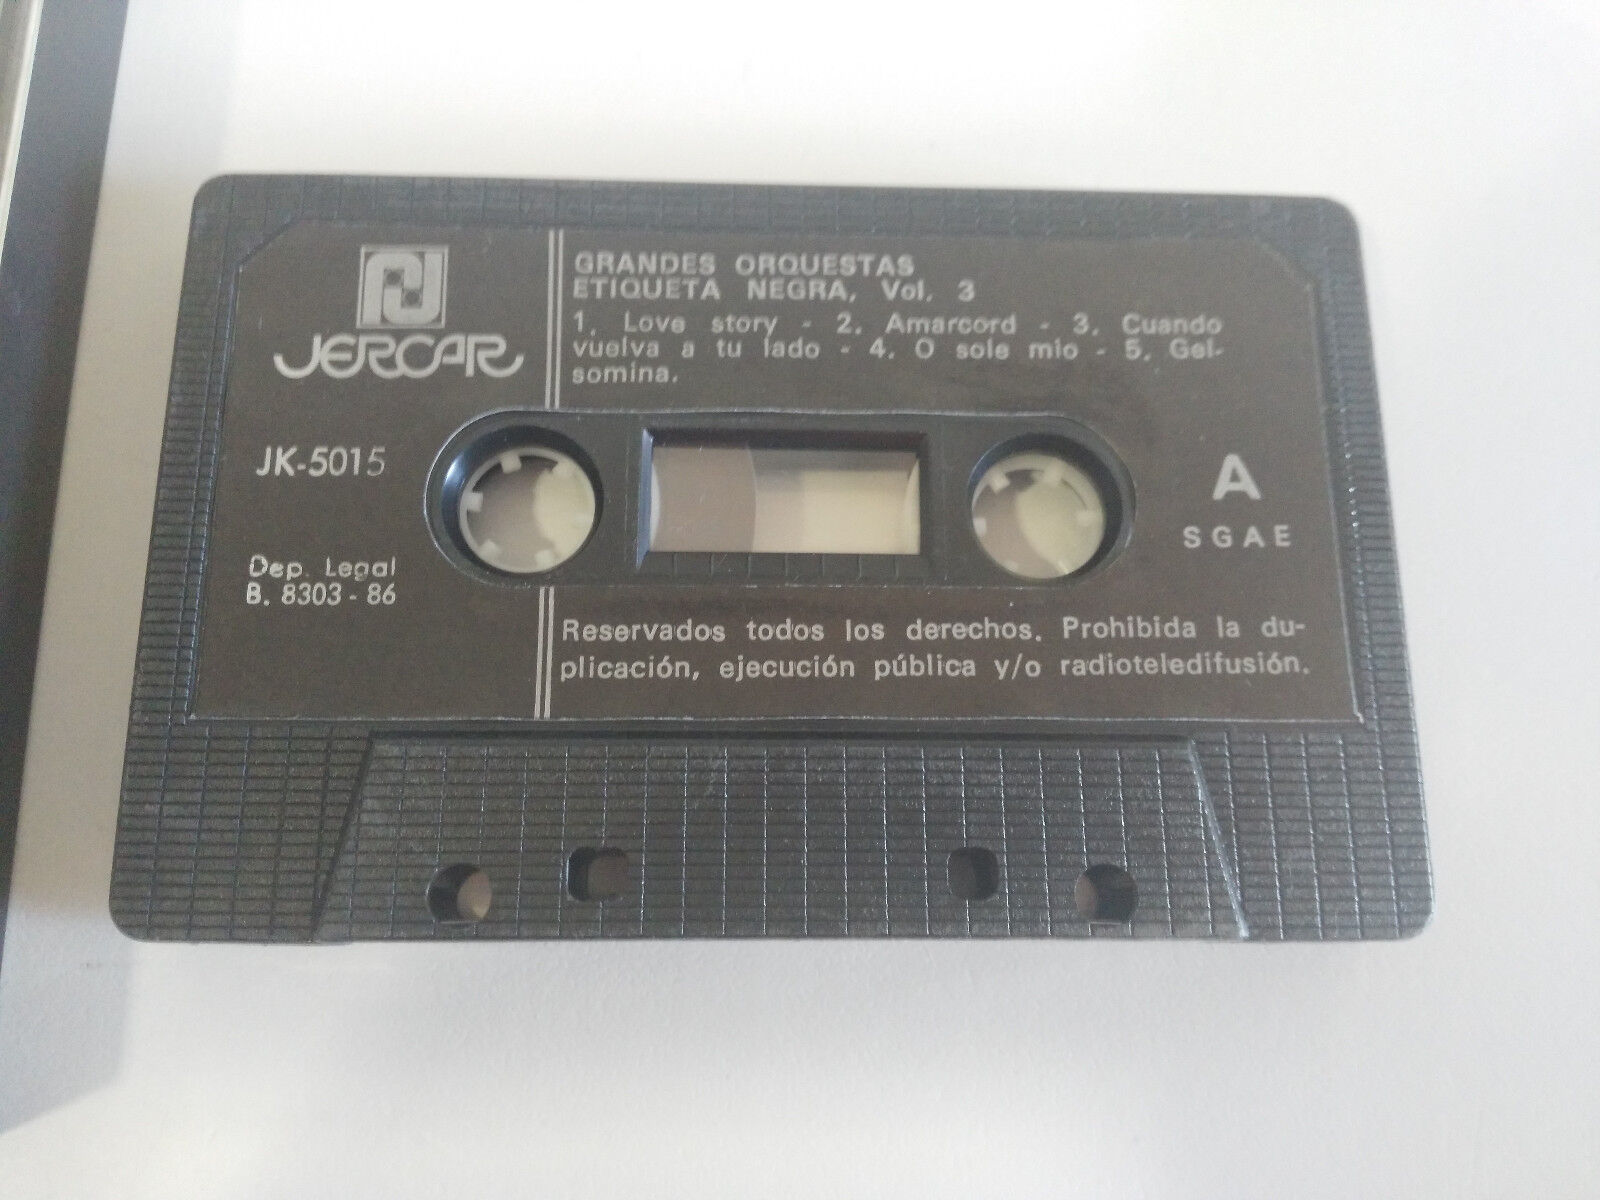 JERCAR
GRANDES ORQUESTAS
ETIQUETA NEGRA, Vol. 3
1. Love story - 2. Amarcord - 3. Cuando
vuelva a tu lado - 4. O sole mio - 5. Gel-
somina.
JK-5015
A
SGAE
Dep. Legal
B. 8303 - 86
Reservados todos los derechos. Prohibida la du-
plicación, ejecución pública y/o radioteledifusión.